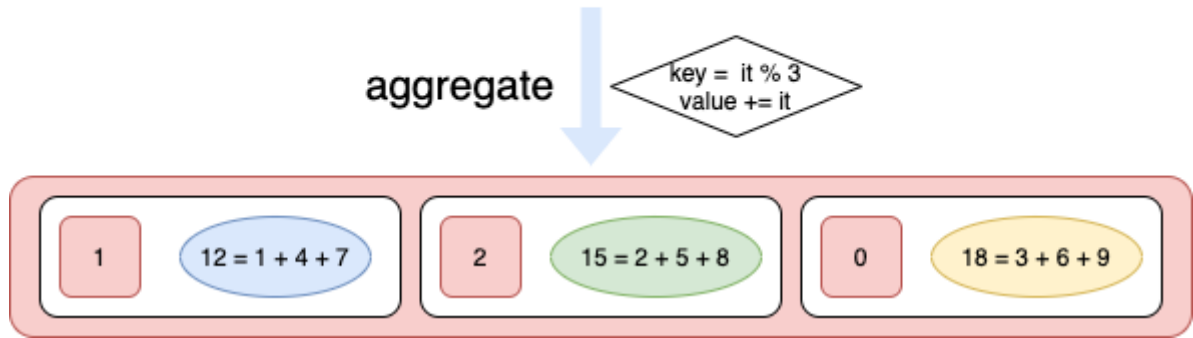 aggregate
key = it % 3
value += it
1
12 = 1 + 4 + 7
2
15 = 2 + 5 + 8
0
18 = 3 + 6 + 9